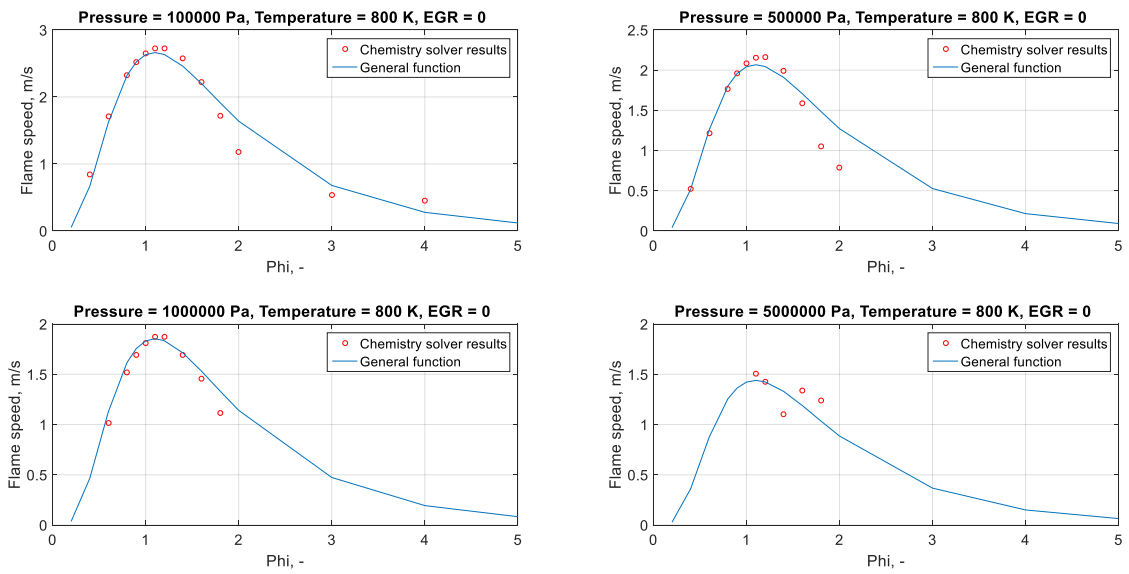 Pressure = 100000 Pa, Temperature = 800 K, EGR = 0
3
2
1
0
Flame speed, m/s
Chemistry solver results
General function
0 1 2 3 4 5
Phi, -
Pressure = 500000 Pa, Temperature = 800 K, EGR = 0
2.5
2
1.5
1
0.5
0
Flame speed, m/s
Chemistry solver results
General function
0 1 2 3 4 5
Phi, -
Pressure = 1000000 Pa, Temperature = 800 K, EGR = 0
2
1.5
1
0.5
0
Flame speed, m/s
Chemistry solver results
General function
0 1 2 3 4 5
Phi, -
Pressure = 5000000 Pa, Temperature = 800 K, EGR = 0
2
1.5
1
0.5
0
Flame speed, m/s
Chemistry solver results
General function
0 1 2 3 4 5
Phi, -